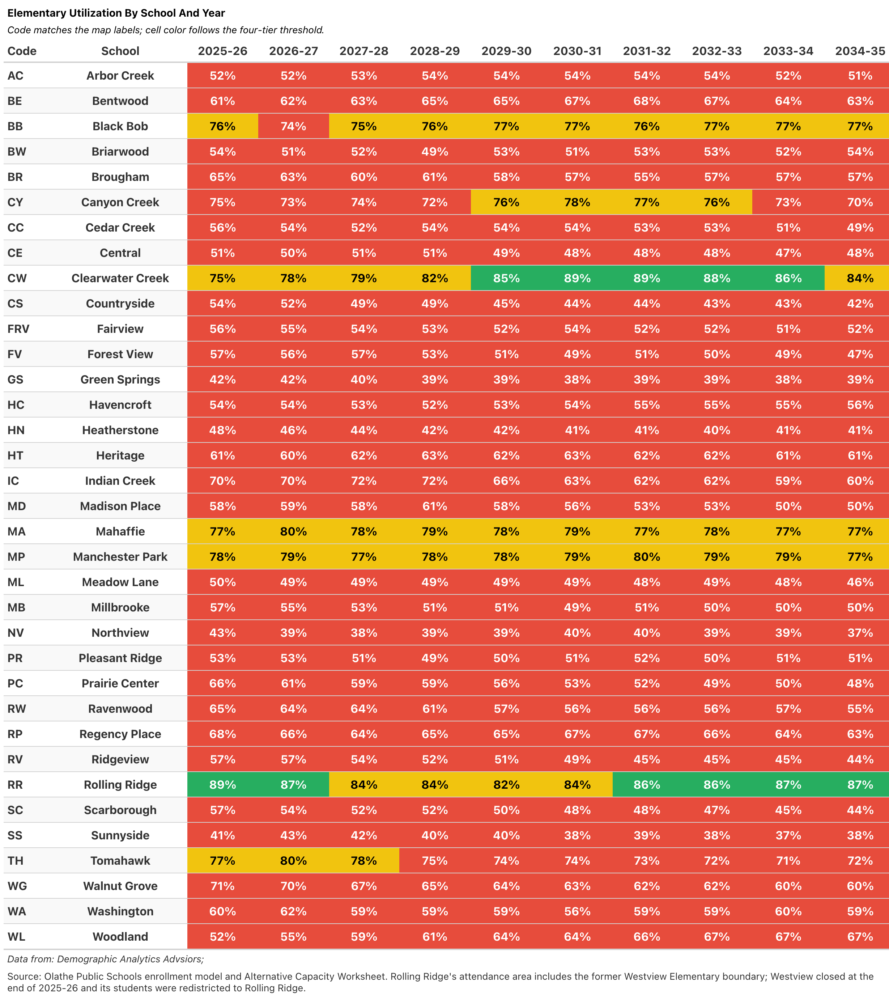 Elementary Utilization By School And Year
Code matches the map labels; cell color follows the four-tier threshold.
Code School 2025-26 2026-27 2027-28 2028-29 2029-30 2030-31 2031-32 2032-33 2033-34 2034-35
AC Arbor Creek 52% 52% 53% 54% 54% 54% 54% 54% 52% 51%
BE Bentwood 61% 62% 63% 65% 65% 67% 68% 67% 64% 63%
BB Black Bob 76% 74% 75% 76% 77% 77% 76% 77% 77% 77%
BW Briarwood 54% 51% 52% 49% 53% 51% 53% 53% 52% 54%
BR Brougham 65% 63% 60% 61% 58% 57% 55% 57% 57% 57%
CY Canyon Creek 75% 73% 74% 72% 76% 78% 77% 76% 73% 70%
CC Cedar Creek 56% 54% 52% 54% 54% 54% 53% 53% 51% 49%
CE Central 51% 50% 51% 51% 49% 48% 48% 48% 47% 48%
CW Clearwater Creek 75% 78% 79% 82% 85% 89% 89% 88% 86% 84%
CS Countryside 54% 52% 49% 49% 45% 44% 44% 43% 43% 42%
FRV Fairview 56% 55% 54% 53% 52% 54% 52% 52% 51% 52%
FV Forest View 57% 56% 57% 53% 51% 49% 51% 50% 49% 47%
GS Green Springs 42% 42% 40% 39% 39% 38% 39% 39% 38% 39%
HC Havencroft 54% 54% 53% 52% 53% 54% 55% 55% 55% 56%
HN Heatherstone 48% 46% 44% 42% 42% 41% 41% 40% 41% 41%
HT Heritage 61% 60% 62% 63% 62% 63% 62% 62% 61% 61%
IC Indian Creek 70% 70% 72% 72% 66% 63% 62% 62% 59% 60%
MD Madison Place 58% 59% 58% 61% 58% 56% 53% 53% 50% 50%
MA Mahaffie 77% 80% 78% 79% 78% 79% 77% 78% 77% 77%
MP Manchester Park 78% 79% 77% 78% 78% 79% 80% 79% 79% 77%
ML Meadow Lane 50% 49% 49% 49% 49% 49% 48% 49% 48% 46%
MB Millbrooke 57% 55% 53% 51% 51% 49% 51% 50% 50% 50%
NV Northview 43% 39% 38% 39% 39% 40% 40% 39% 39% 37%
PR Pleasant Ridge 53% 53% 51% 49% 50% 51% 52% 50% 51% 51%
PC Prairie Center 66% 61% 59% 59% 56% 53% 52% 49% 50% 48%
RW Ravenwood 65% 64% 64% 61% 57% 56% 56% 56% 57% 55%
RP Regency Place 68% 66% 64% 65% 65% 67% 67% 66% 64% 63%
RV Ridgeview 57% 57% 54% 52% 51% 49% 45% 45% 45% 44%
RR Rolling Ridge 89% 87% 84% 84% 82% 84% 86% 86% 87% 87%
SC Scarborough 57% 54% 52% 52% 50% 48% 48% 47% 45% 44%
SS Sunnyside 41% 43% 42% 40% 40% 38% 39% 38% 37% 38%
TH Tomahawk 77% 80% 78% 75% 74% 74% 73% 72% 71% 72%
WG Walnut Grove 71% 70% 67% 65% 64% 63% 62% 62% 60% 60%
WA Washington 60% 62% 59% 59% 59% 56% 59% 59% 60% 59%
WL Woodland 52% 55% 59% 61% 64% 64% 66% 67% 67% 67%
Data from: Demographic Analytics Advsiors;
Source: Olathe Public Schools enrollment model and Alternative Capacity Worksheet. Rolling Ridge's attendance area includes the former Westview Elementary boundary; Westview closed at the
end of 2025-26 and its students were redistricted to Rolling Ridge.